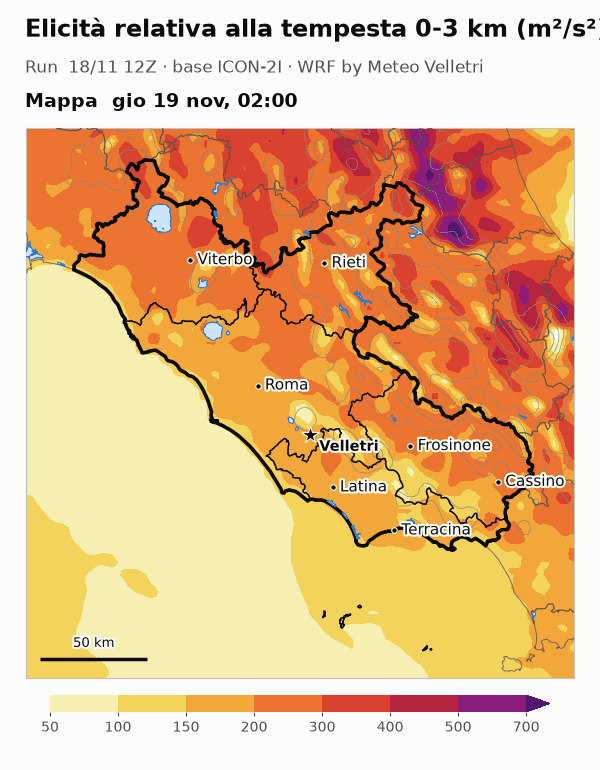 Elicità relativa alla tempesta 0-3 km (m²/s²)
Run 18/11 12Z · base ICON-2I · WRF by Meteo Velletri
Mappa gio 19 nov, 02:00
Viterbo
Rieti
Roma
Velletri
Frosinone
Latina
Cassino
Terracina
50 km
50 100 150 200 300 400 500 700